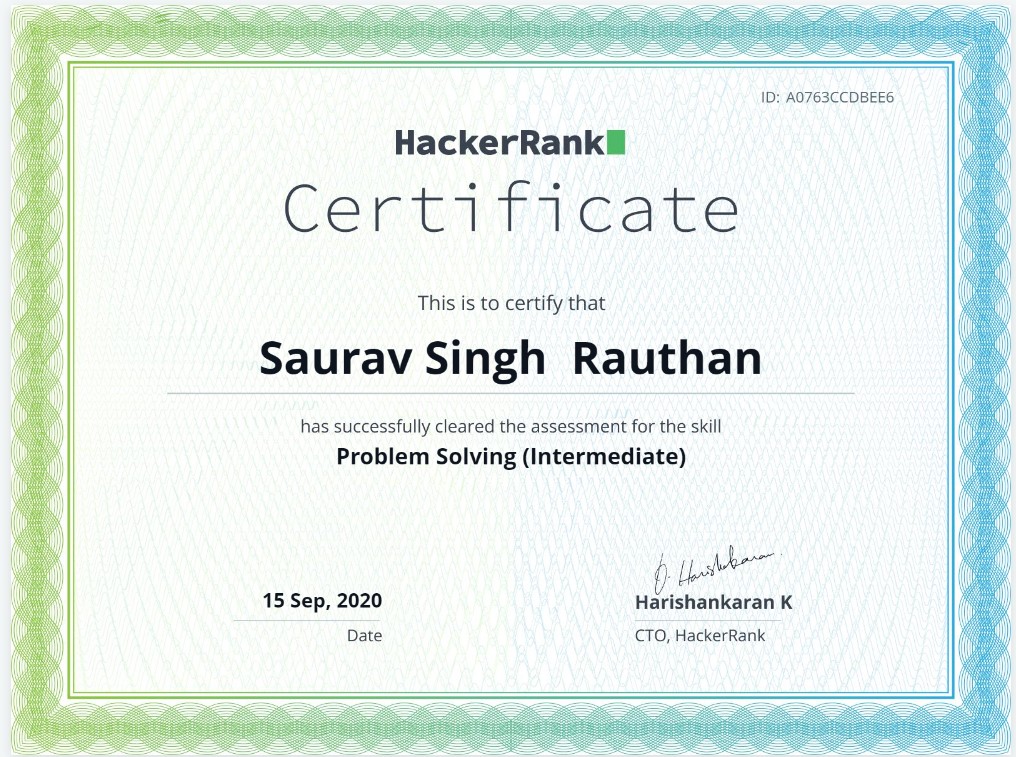 ID: A0763CCDBEE6
HackerRank
Certificate
This is to certify that
Saurav Singh Rauthan
has successfully cleared the assessment for the skill
Problem Solving (Intermediate)
H. Harishankaran
15 Sep, 2020
Harishankaran K
Date
CTO, HackerRank